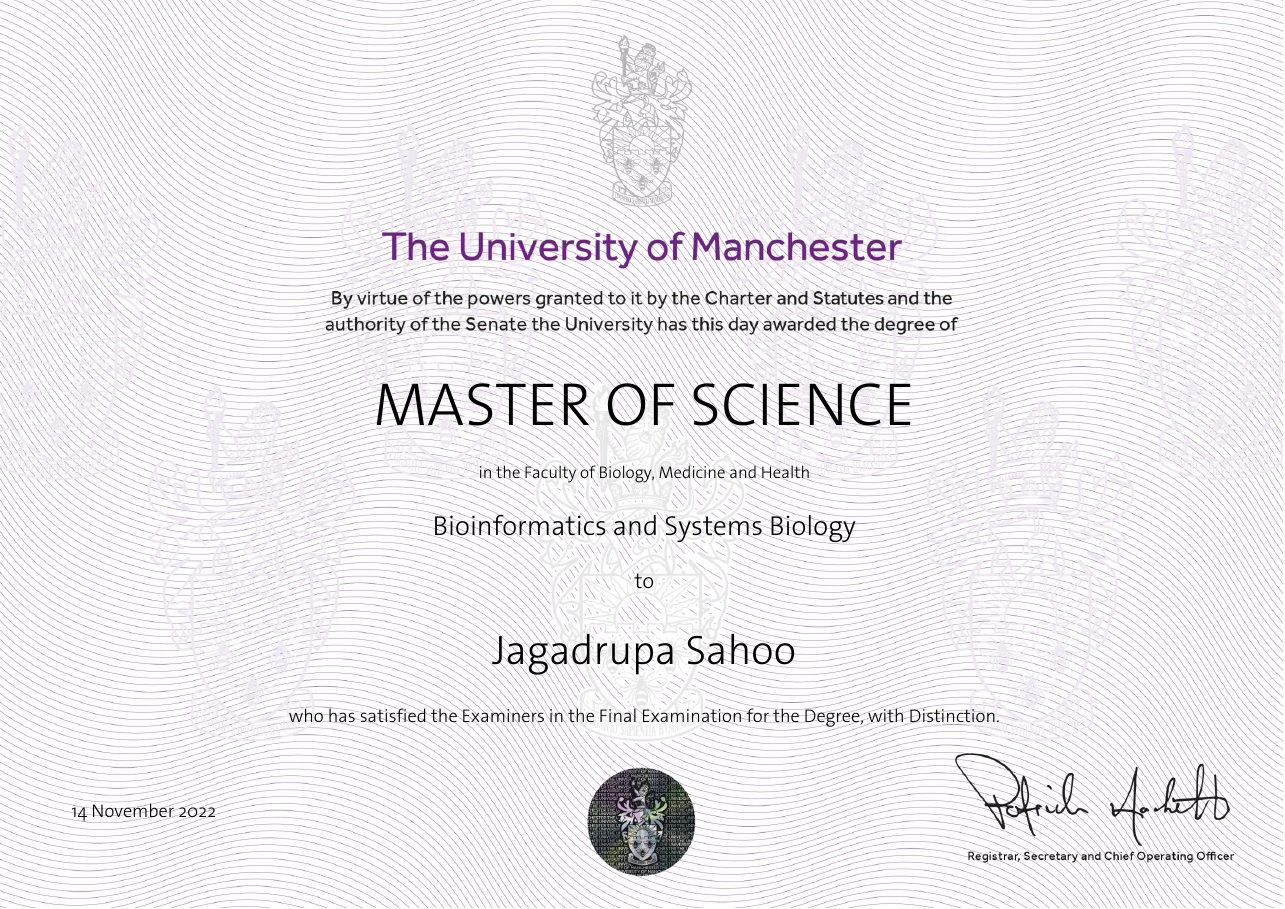 The University of Manchester
By virtue of the powers granted to it by the Charter and Statutes and the
authority of the Senate the University has this day awarded the degree of
MASTER OF SCIENCE
in the Faculty of Biology, Medicine and Health
Bioinformatics and Systems Biology
to
Jagadrupa Sahoo
who has satisfied the Examiners in the Final Examination for the Degree, with Distinction.
14 November 2022
Registrar, Secretary and Chief Operating Officer